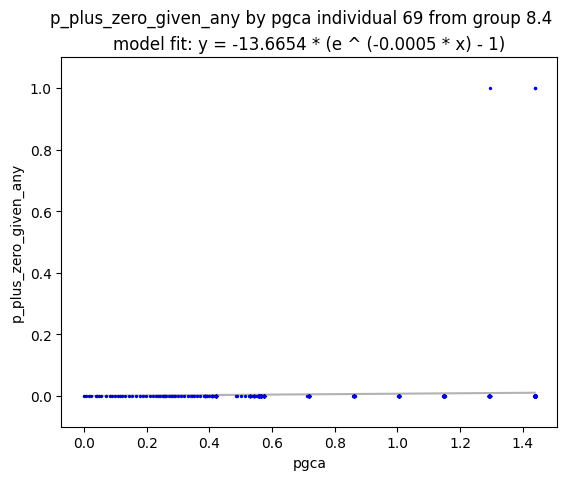 p_plus_zero_given_any by pgca individual 69 from group 8.4
model fit: y = -13.6654 * (e ^ (-0.0005 * x) - 1)
1.0
0.8
0.6
0.4
0.2
0.0
p_plus_zero_given_any
0.0 0.2 0.4 0.6 0.8 1.0 1.2 1.4
pgca